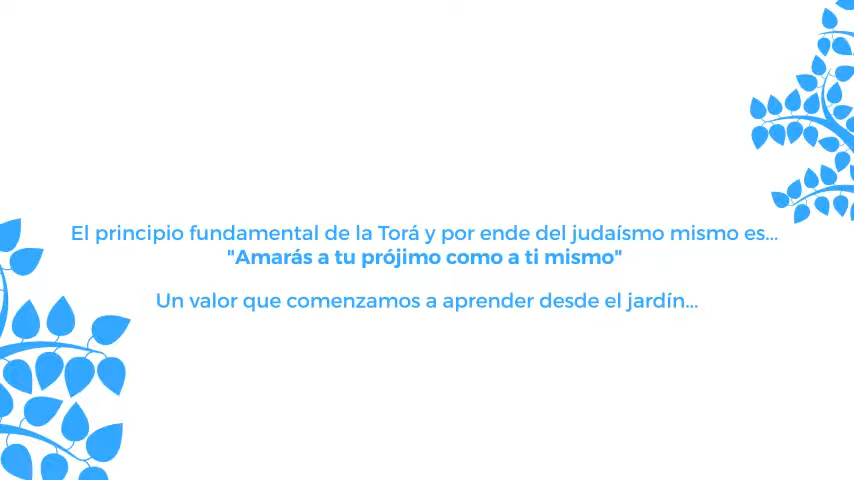 El principio fundamental de la Torá y por ende del judaísmo mismo es...
"Amarás a tu prójimo como a ti mismo"
Un valor que comenzamos a aprender desde el jardín...